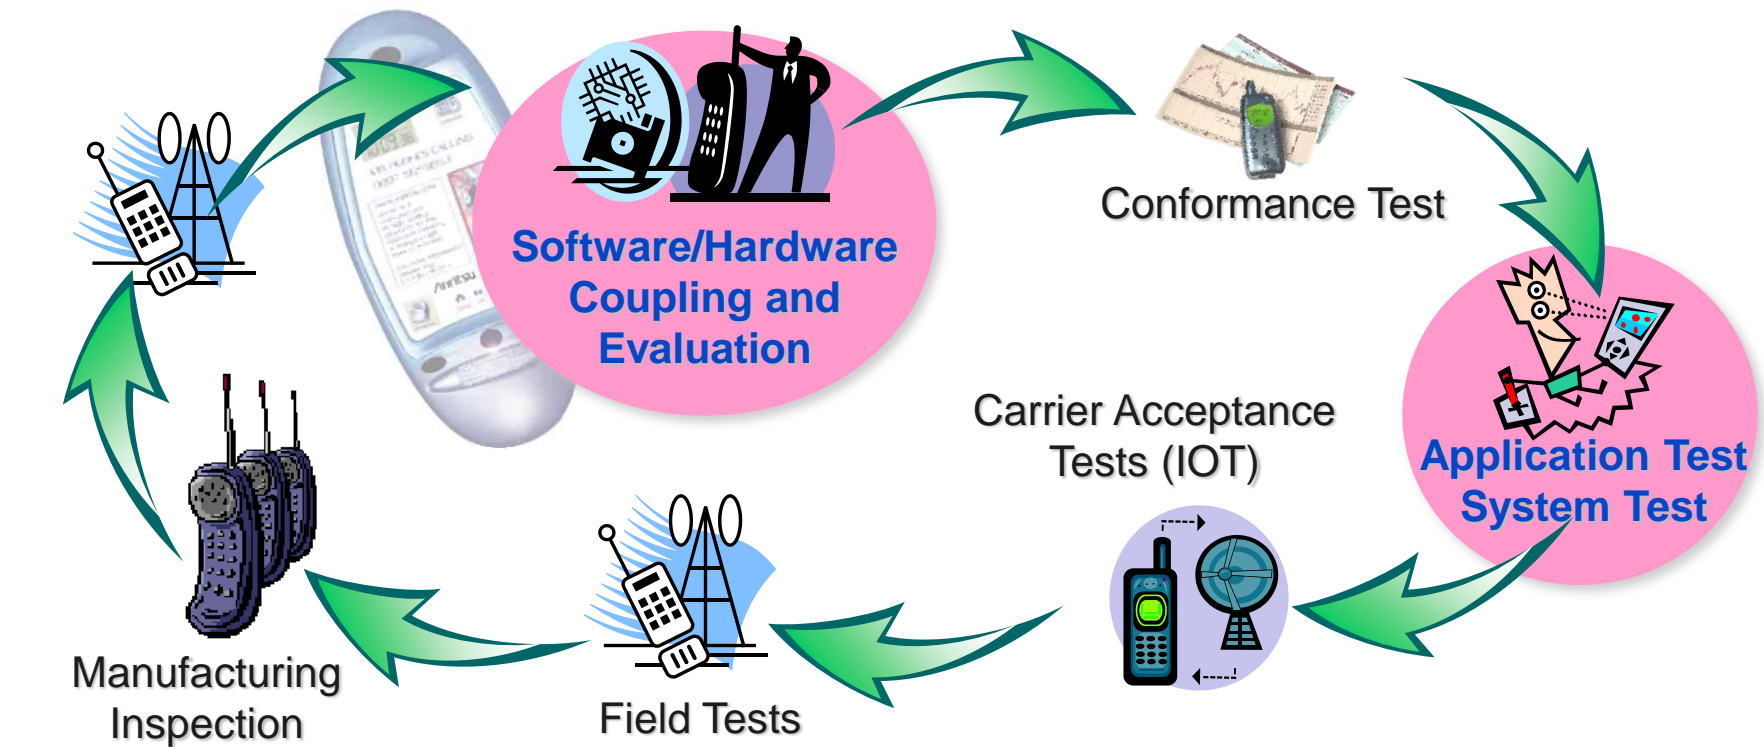 Software/Hardware
Coupling and
Evaluation
Conformance Test
Application Test
System Test
Carrier Acceptance
Tests (IOT)
Field Tests
Manufacturing
Inspection
Anritsu